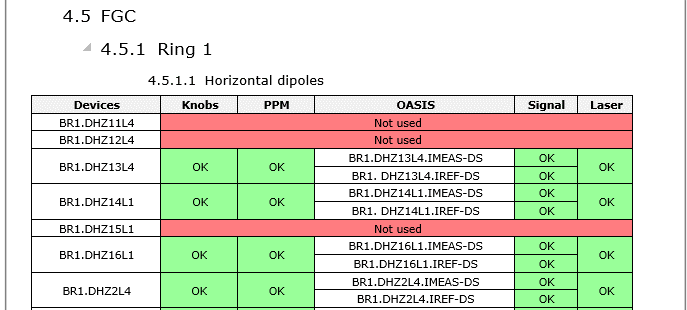 4.5 FGC
4.5.1 Ring 1
4.5.1.1 Horizontal dipoles
Devices Knobs PPM OASIS Signal Laser
BR1.DHZ11L4 Not used
BR1.DHZ12L4 Not used
BR1.DHZ13L4 OK OK BR1.DHZ13L4.IMEAS-DS OK OK
BR1. DHZ13L4.IREF-DS OK
BR1.DHZ14L1 OK OK BR1.DHZ14L1.IMEAS-DS OK OK
BR1. DHZ14L1.IREF-DS OK
BR1.DHZ15L1 Not used
BR1.DHZ16L1 OK OK BR1.DHZ16L1.IMEAS-DS OK OK
BR1.DHZ16L1.IREF-DS OK
BR1.DHZ2L4 OK OK BR1.DHZ2L4.IMEAS-DS OK OK
BR1.DHZ2L4.IREF-DS OK